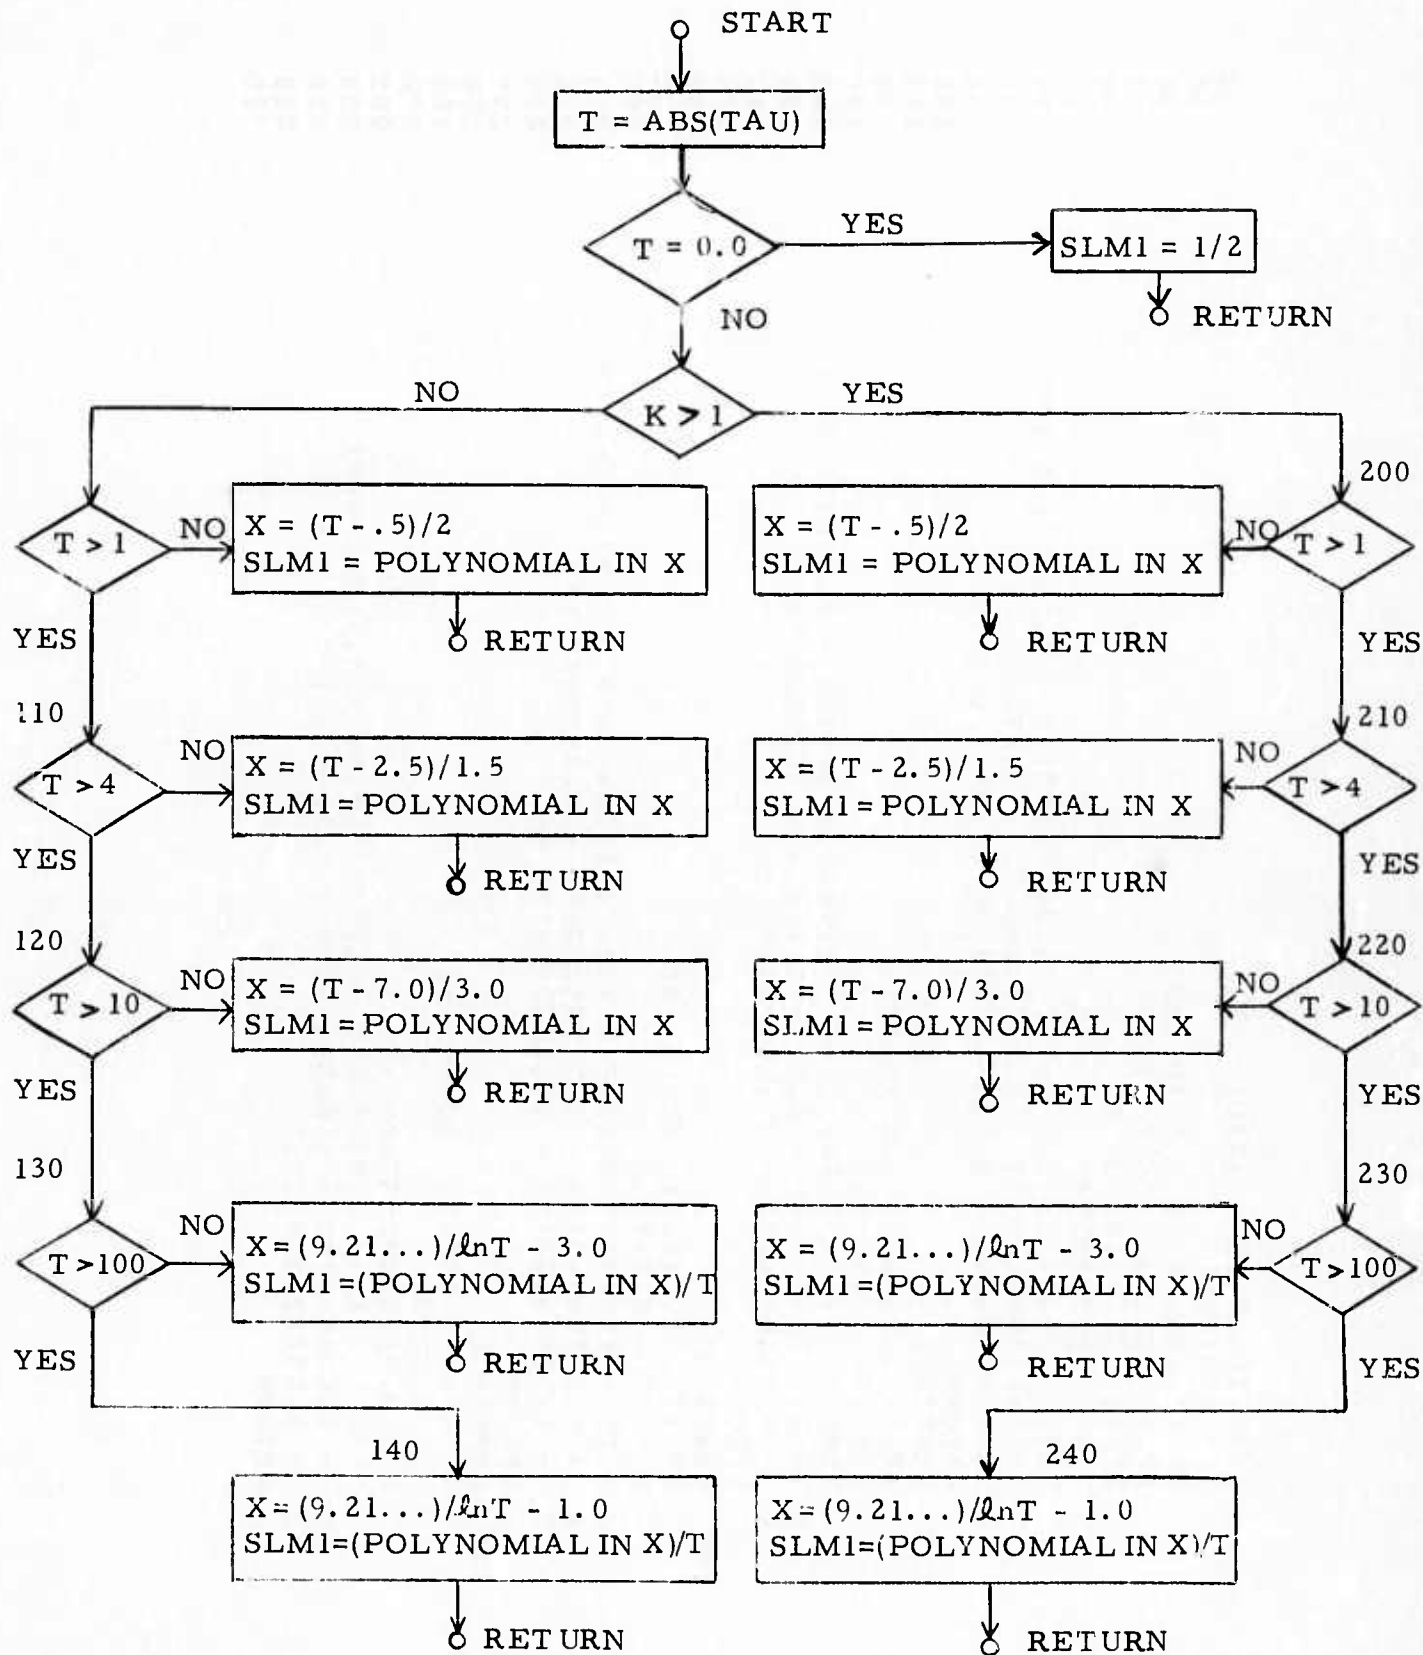 START
T = ABS(TAU)
T = 0.0
YES
SLM1 = 1/2
NO
RETURN
NO
K > 1
YES
200
T > 1
NO
X = (T - .5)/2
SLM1 = POLYNOMIAL IN X
X = (T - .5)/2
SLM1 = POLYNOMIAL IN X
NO
T > 1
YES
RETURN
RETURN
YES
110
210
T > 4
NO
X = (T - 2.5)/1.5
SLM1 = POLYNOMIAL IN X
X = (T - 2.5)/1.5
SLM1 = POLYNOMIAL IN X
NO
T > 4
YES
RETURN
RETURN
YES
120
220
T > 10
NO
X = (T - 7.0)/3.0
SLM1 = POLYNOMIAL IN X
X = (T - 7.0)/3.0
SLM1 = POLYNOMIAL IN X
NO
T > 10
YES
RETURN
RETURN
YES
130
230
T > 100
NO
X = (9.21...)/lnT - 3.0
SLM1 = (POLYNOMIAL IN X)/T
X = (9.21...)/lnT - 3.0
SLM1 = (POLYNOMIAL IN X)/T
NO
T > 100
YES
RETURN
RETURN
YES
140
240
X = (9.21...)/lnT - 1.0
SLM1=(POLYNOMIAL IN X)/T
X = (9.21...)/lnT - 1.0
SLM1=(POLYNOMIAL IN X)/T
RETURN
RETURN